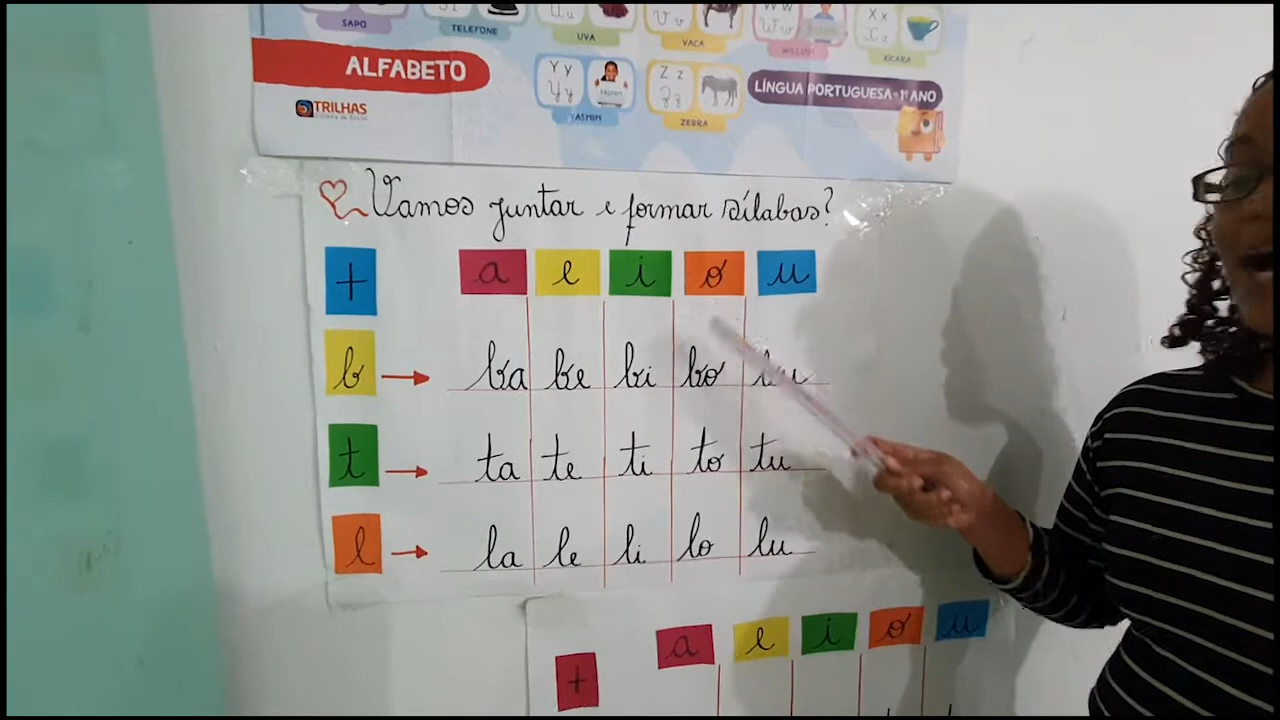 SAPO TELEFONE UVA VACA WILLIAM XÍCARA
U u V v W w X x
ALFABETO
Y y Z z
YASMIM ZEBRA
LÍNGUA PORTUGUESA - 1º ANO
TRILHAS
Vamos juntar e formar sílabas?
+ a e i o u
b ba be bi bo bu
t ta te ti to tu
l la le li lo lu
a e i o u
+